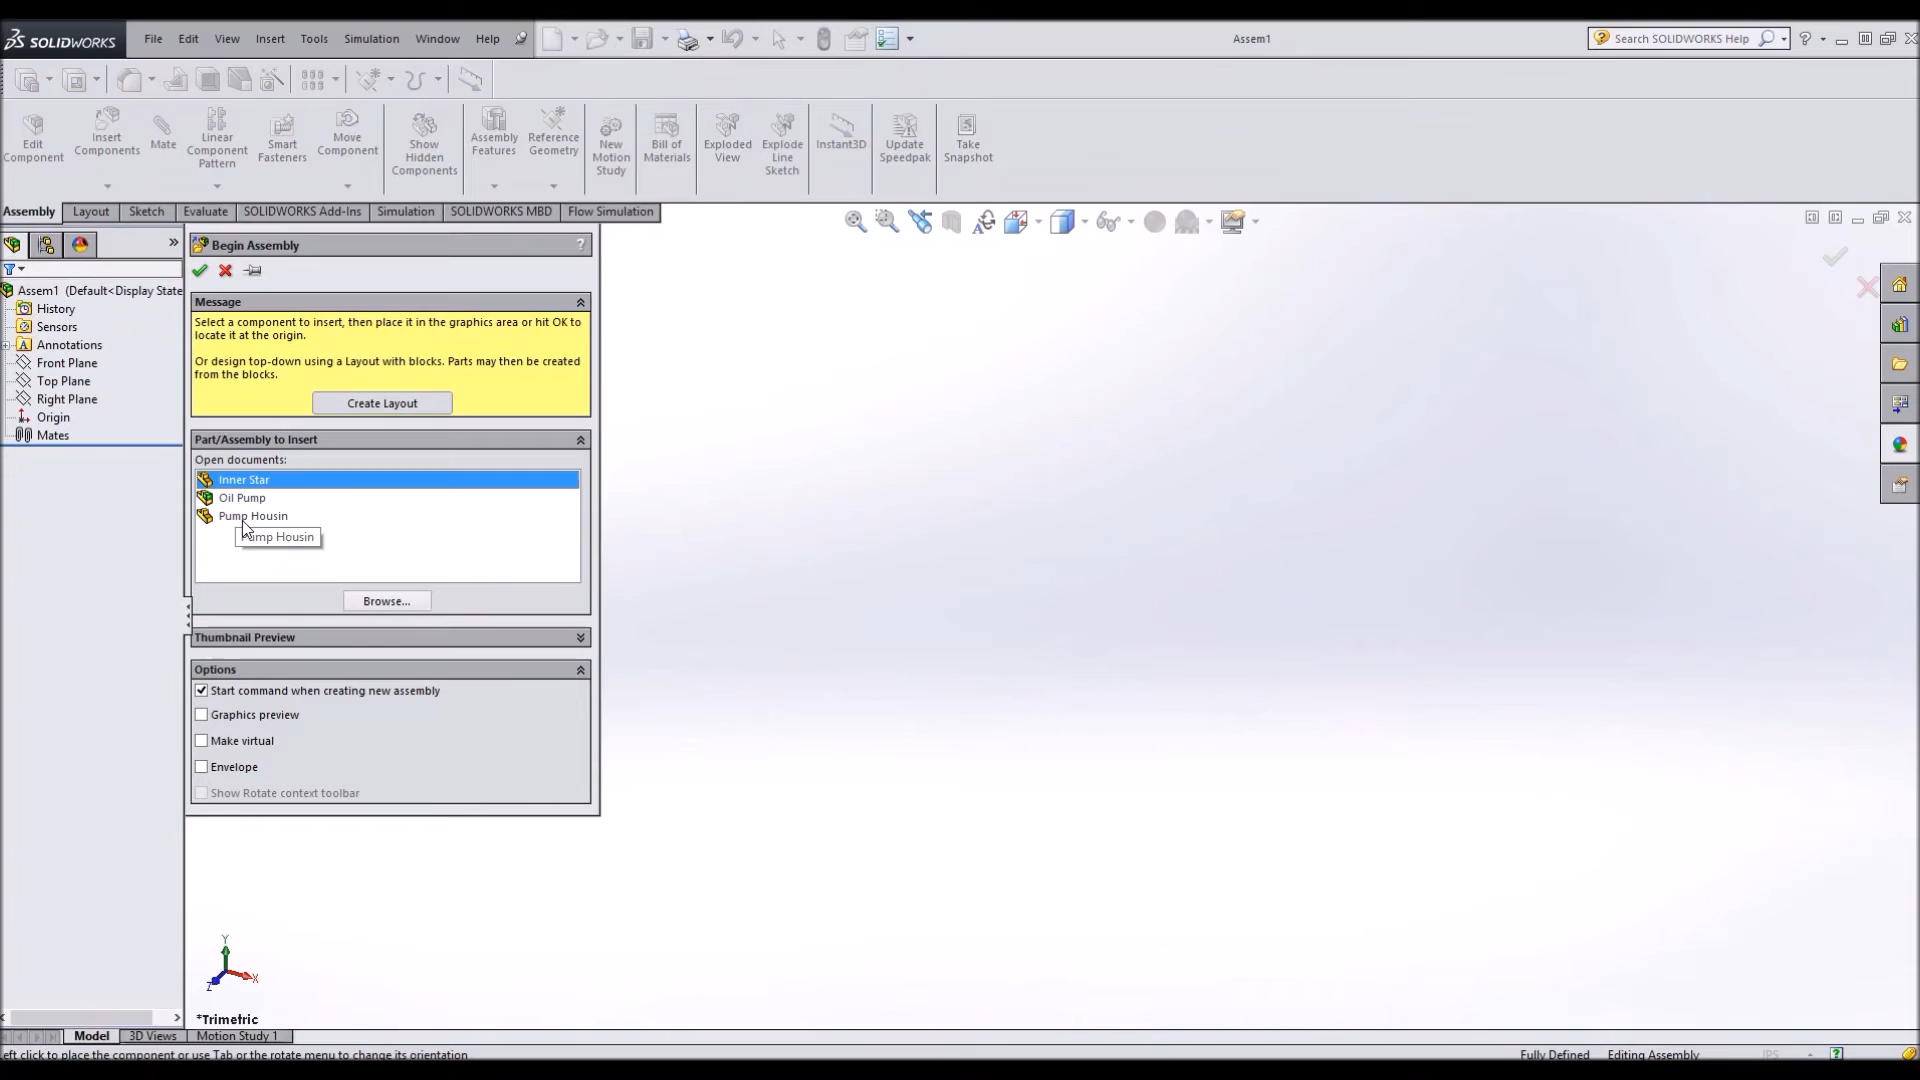 SOLIDWORKS
File Edit View Insert Tools Simulation Window Help
Assem1
Search SOLIDWORKS Help
Edit Component
Insert Components
Mate
Linear Component Pattern
Smart Fasteners
Move Component
Show Hidden Components
Assembly Features
Reference Geometry
New Motion Study
Bill of Materials
Exploded View
Explode Line Sketch
Instant3D
Update Speedpak
Take Snapshot
Assembly Layout Sketch Evaluate SOLIDWORKS Add-Ins Simulation SOLIDWORKS MBD Flow Simulation
Assem1 (Default<Display State
History
Sensors
Annotations
Front Plane
Top Plane
Right Plane
Origin
Mates
Begin Assembly ?
Message
Select a component to insert, then place it in the graphics area or hit OK to
locate it at the origin.
Or design top-down using a Layout with blocks. Parts may then be created
from the blocks.
Create Layout
Part/Assembly to Insert
Open documents:
Inner Star
Oil Pump
Pump Housin
Pump Housin
Browse...
Thumbnail Preview
Options
Start command when creating new assembly
Graphics preview
Make virtual
Envelope
Show Rotate context toolbar
Y
X
Z
*Trimetric
Model 3D Views Motion Study 1
Left click to place the component or use Tab or the rotate menu to change its orientation
Fully Defined Editing Assembly IPS